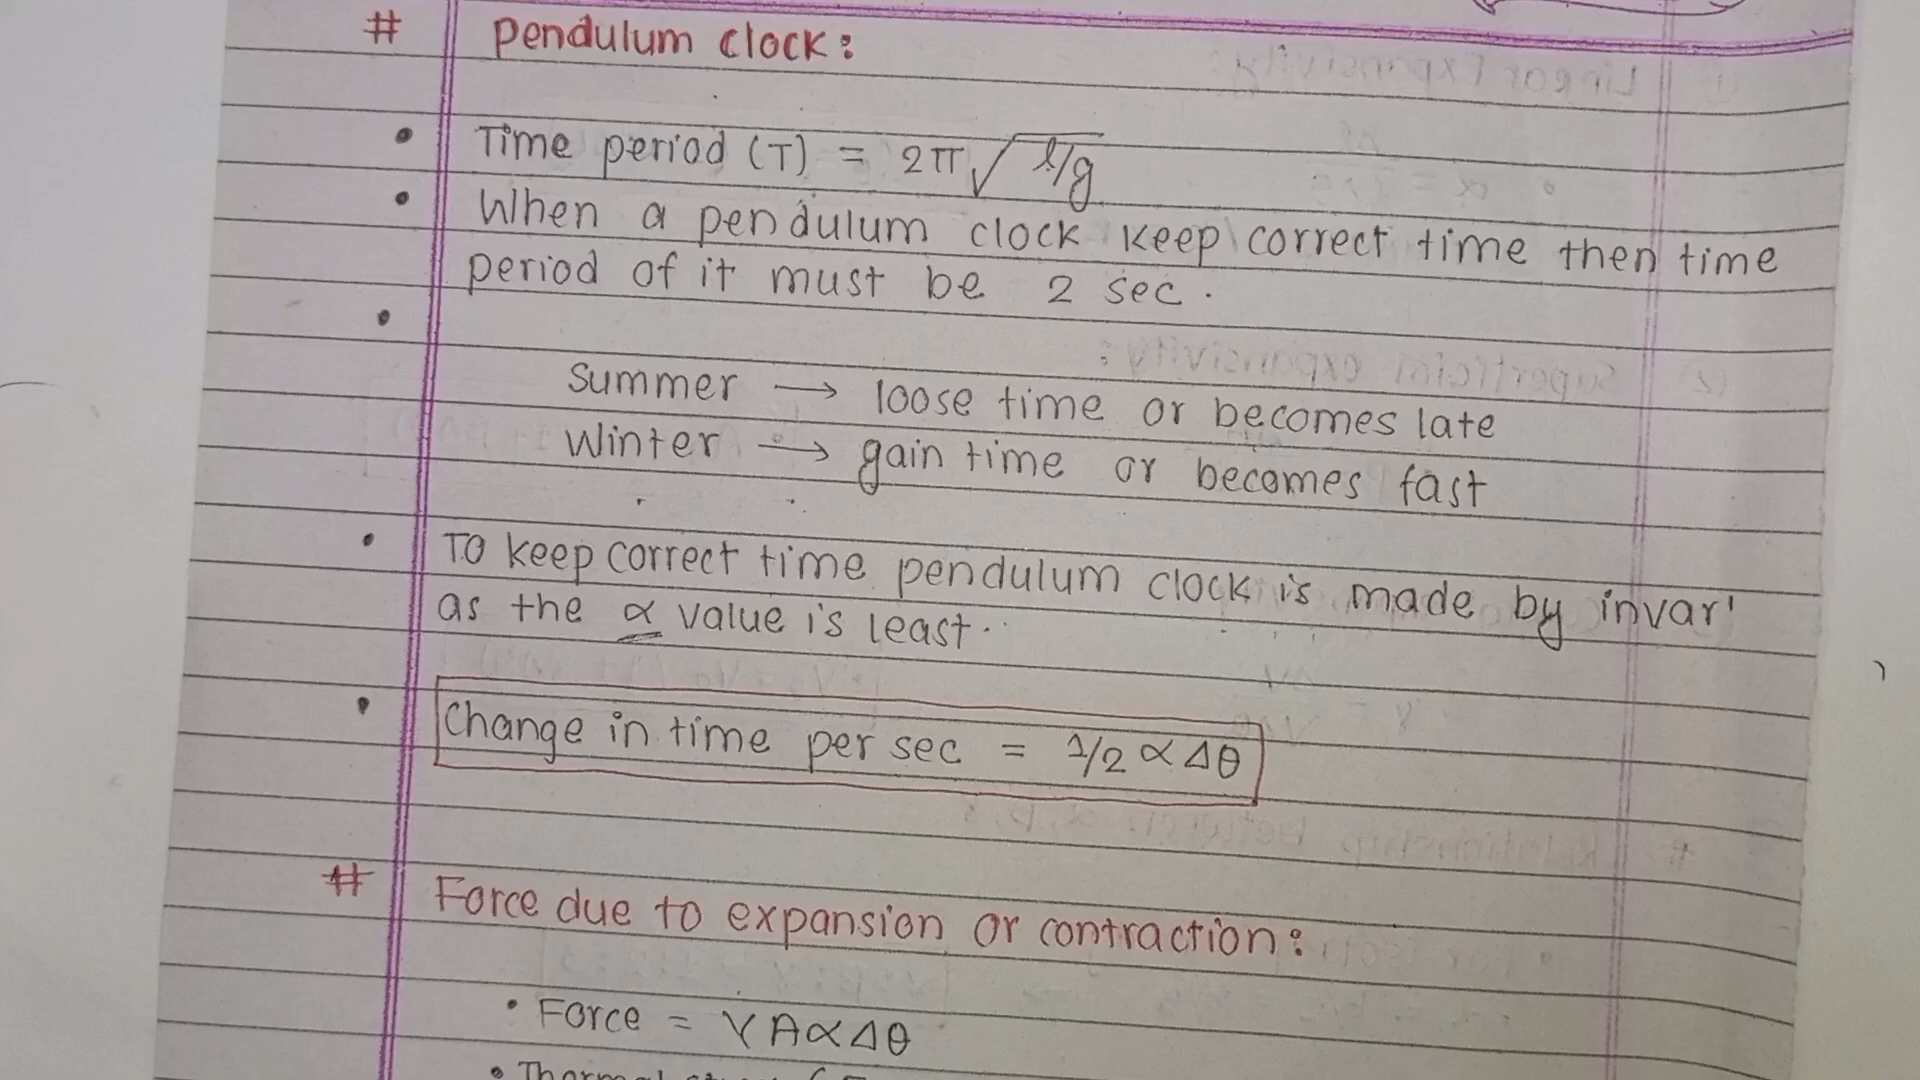 # Pendulum clock:
• Time period (T) = 2π√l/g
• When a pendulum clock keep correct time then time
period of it must be 2 sec.
•
Summer → loose time or becomes late
Winter → gain time or becomes fast
• To keep correct time pendulum clock is made by invar'
as the α value is least.
• Change in time per sec = 1/2 α Δθ
# Force due to expansion or contraction:
• Force = YAαΔθ